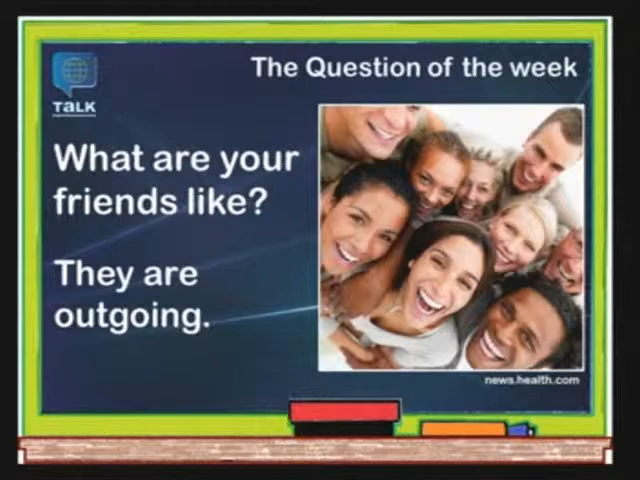 The Question of the week
TALK
What are your
friends like?
They are
outgoing.
news.health.com